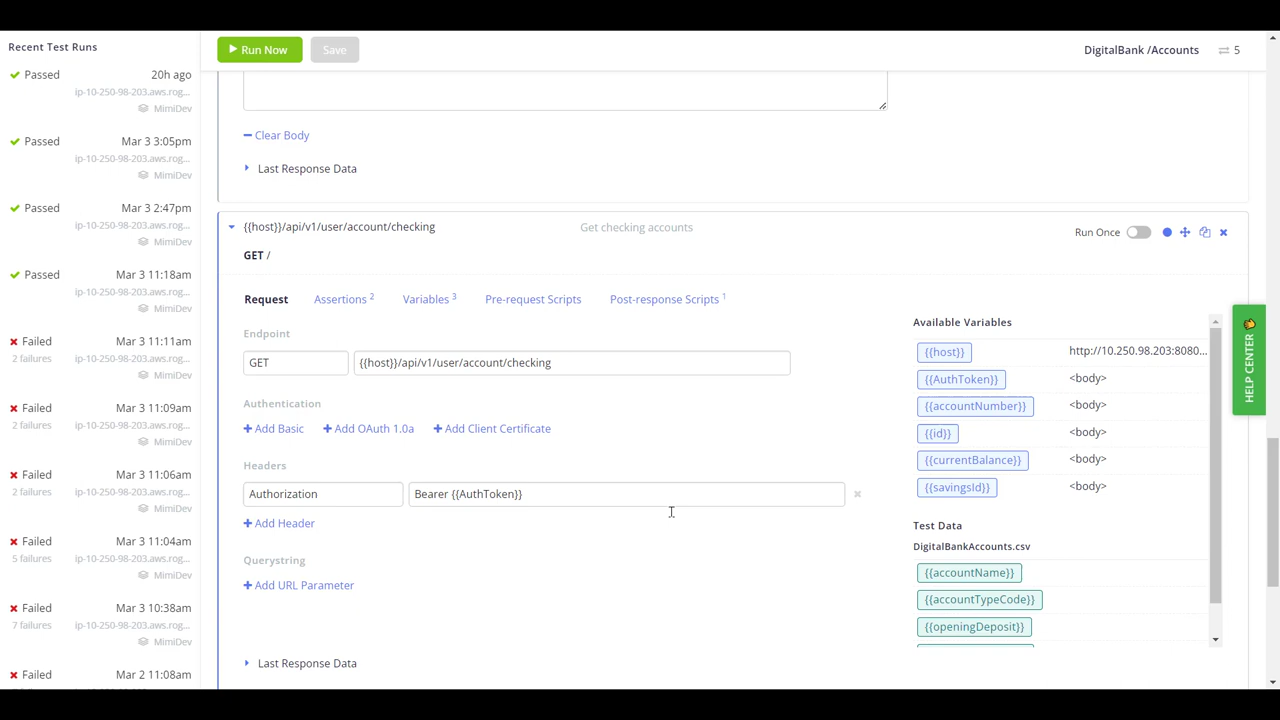 Recent Test Runs
Passed 20h ago
ip-10-250-98-203.aws.rog...
MimiDev
Passed Mar 3 3:05pm
ip-10-250-98-203.aws.rog...
MimiDev
Passed Mar 3 2:47pm
ip-10-250-98-203.aws.rog...
MimiDev
Passed Mar 3 11:18am
ip-10-250-98-203.aws.rog...
MimiDev
Failed Mar 3 11:11am
2 failures ip-10-250-98-203.aws.rog...
MimiDev
Failed Mar 3 11:09am
2 failures ip-10-250-98-203.aws.rog...
MimiDev
Failed Mar 3 11:06am
2 failures ip-10-250-98-203.aws.rog...
MimiDev
Failed Mar 3 11:04am
5 failures ip-10-250-98-203.aws.rog...
MimiDev
Failed Mar 3 10:38am
7 failures ip-10-250-98-203.aws.rog...
MimiDev
Failed Mar 2 11:08am
Run Now Save DigitalBank /Accounts 5
Clear Body
Last Response Data
{{host}}/api/v1/user/account/checking Get checking accounts Run Once
GET /
Request Assertions 2 Variables 3 Pre-request Scripts Post-response Scripts 1
Endpoint
GET {{host}}/api/v1/user/account/checking
Authentication
Add Basic Add OAuth 1.0a Add Client Certificate
Headers
Authorization Bearer {{AuthToken}}
Add Header
Querystring
Add URL Parameter
Last Response Data
Available Variables
{{host}} http://10.250.98.203:8080...
{{AuthToken}} <body>
{{accountNumber}} <body>
{{id}} <body>
{{currentBalance}} <body>
{{savingsId}} <body>
Test Data
DigitalBankAccounts.csv
{{accountName}}
{{accountTypeCode}}
{{openingDeposit}}
HELP CENTER